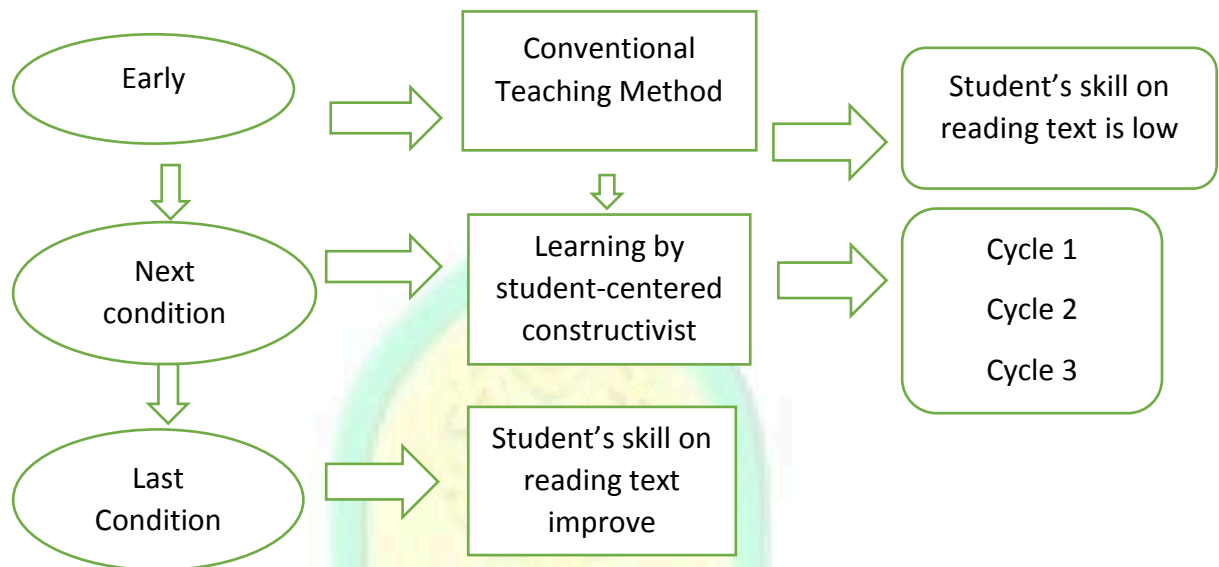 Early
Conventional
Teaching Method
Student’s skill on
reading text is low
Next
condition
Learning by
student-centered
constructivist
Cycle 1
Cycle 2
Cycle 3
Last
Condition
Student’s skill on
reading text
improve